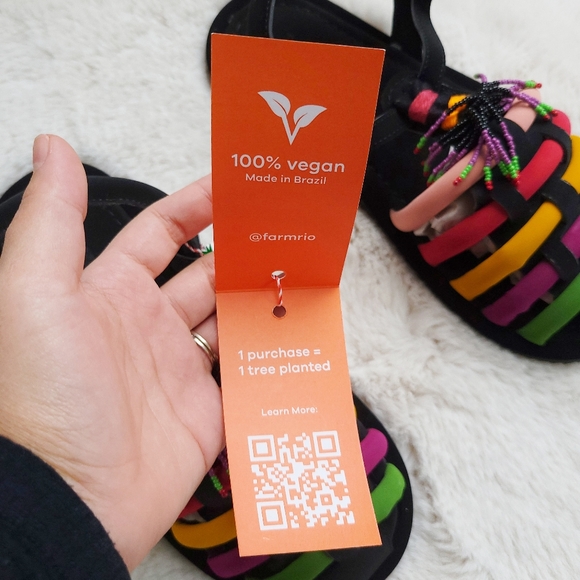 100% vegan
Made in Brazil
@farmrio
1 purchase =
1 tree planted
Learn More: